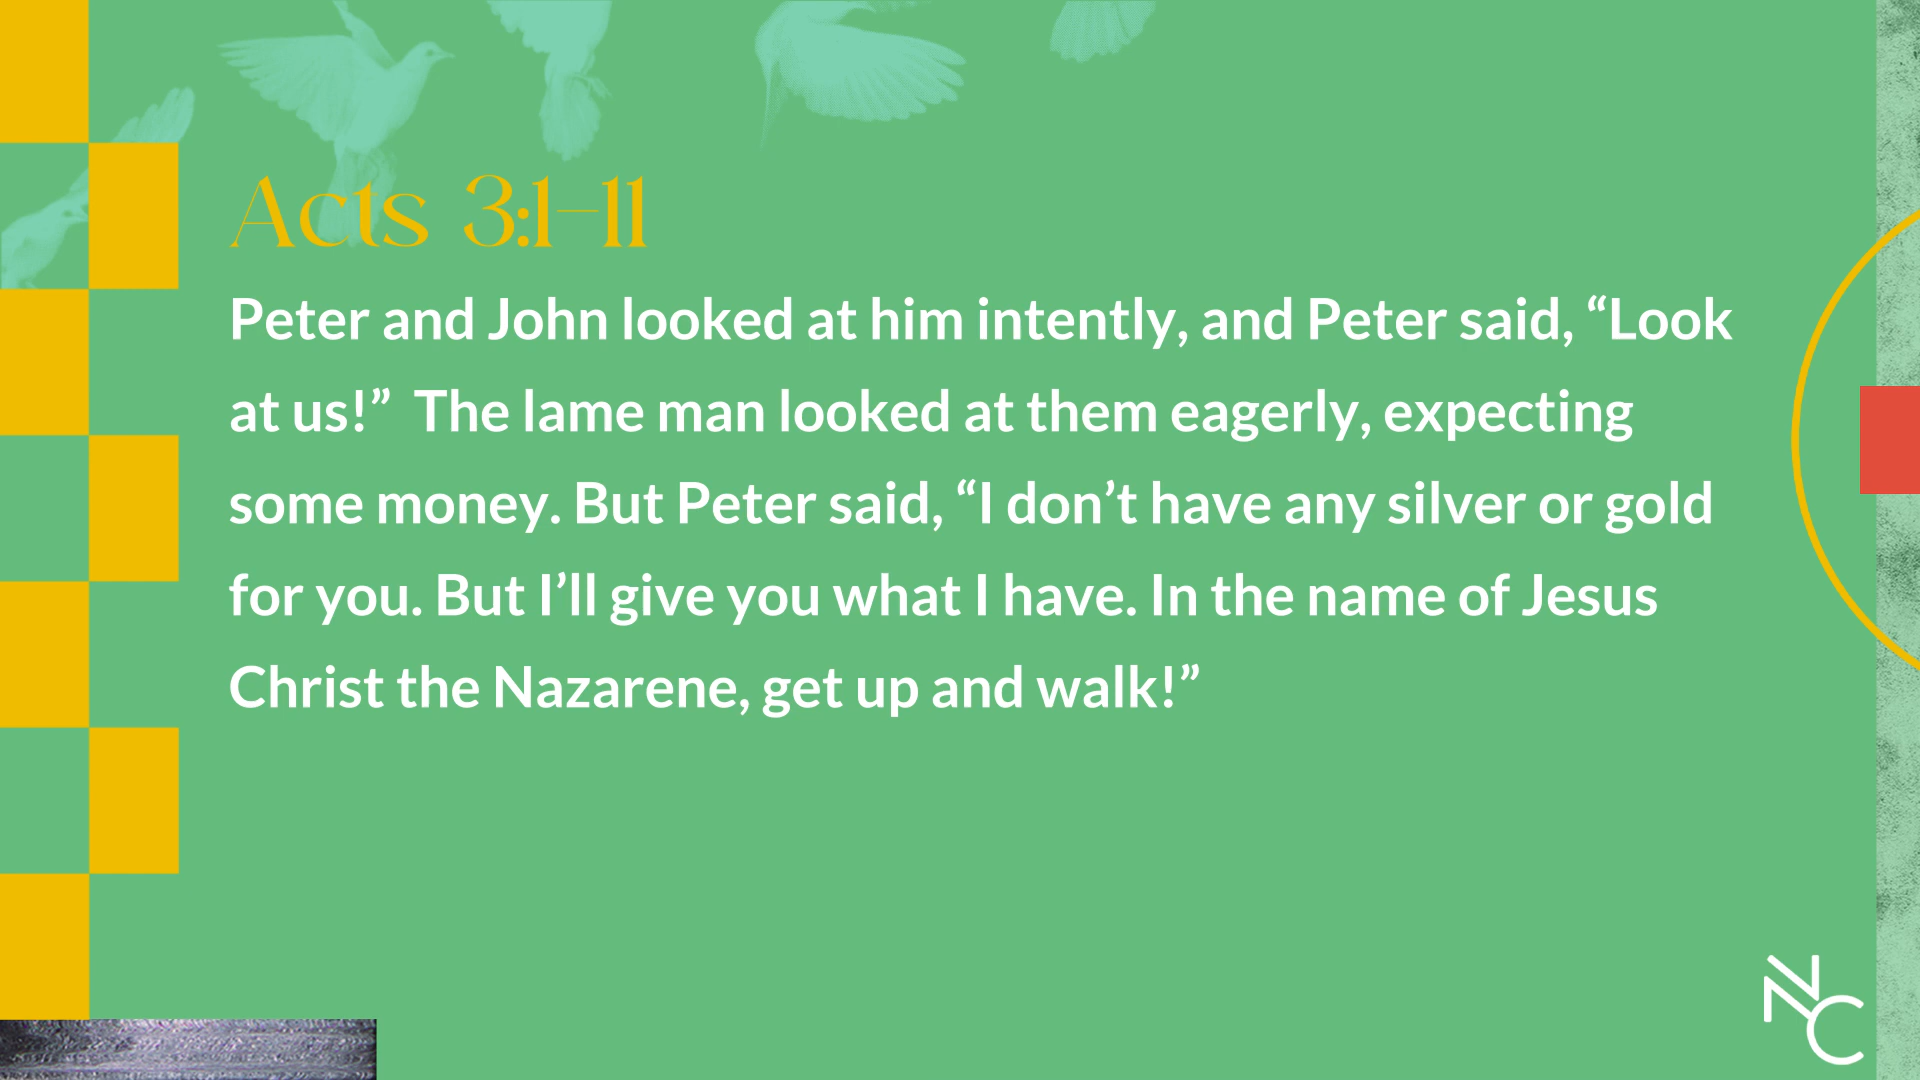 Acts 3:1-11
Peter and John looked at him intently, and Peter said, “Look
at us!”  The lame man looked at them eagerly, expecting
some money. But Peter said, “I don’t have any silver or gold
for you. But I’ll give you what I have. In the name of Jesus
Christ the Nazarene, get up and walk!”
NC